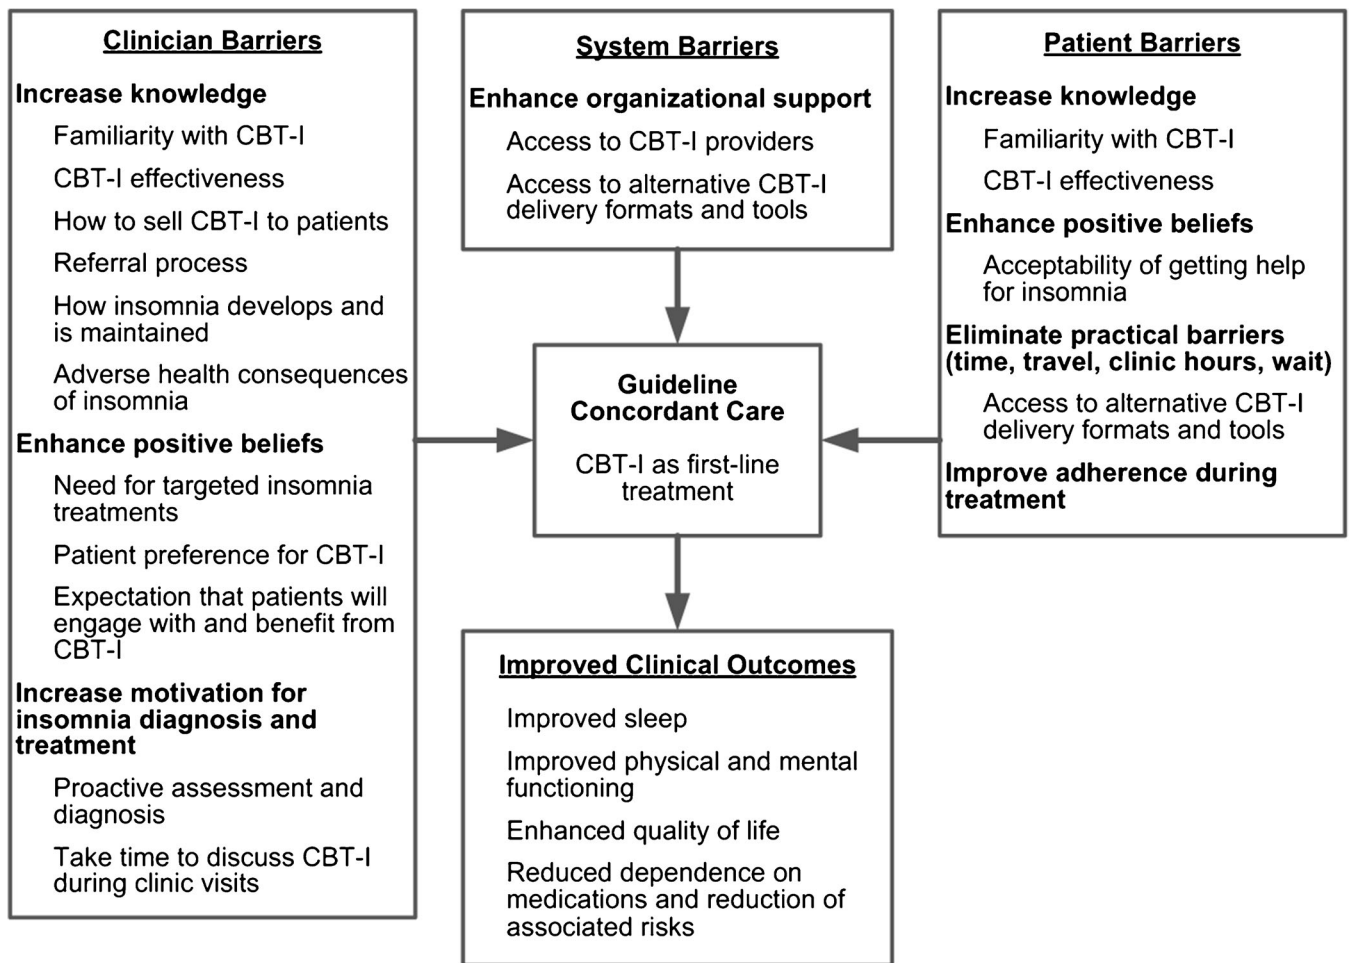 Clinician Barriers
Increase knowledge
Familiarity with CBT-I
CBT-I effectiveness
How to sell CBT-I to patients
Referral process
How insomnia develops and
is maintained
Adverse health consequences
of insomnia
Enhance positive beliefs
Need for targeted insomnia
treatments
Patient preference for CBT-I
Expectation that patients will
engage with and benefit from
CBT-I
Increase motivation for
insomnia diagnosis and
treatment
Proactive assessment and
diagnosis
Take time to discuss CBT-I
during clinic visits
System Barriers
Enhance organizational support
Access to CBT-I providers
Access to alternative CBT-I
delivery formats and tools
Patient Barriers
Increase knowledge
Familiarity with CBT-I
CBT-I effectiveness
Enhance positive beliefs
Acceptability of getting help
for insomnia
Eliminate practical barriers
(time, travel, clinic hours, wait)
Access to alternative CBT-I
delivery formats and tools
Improve adherence during
treatment
Guideline
Concordant Care
CBT-I as first-line
treatment
Improved Clinical Outcomes
Improved sleep
Improved physical and mental
functioning
Enhanced quality of life
Reduced dependence on
medications and reduction of
associated risks